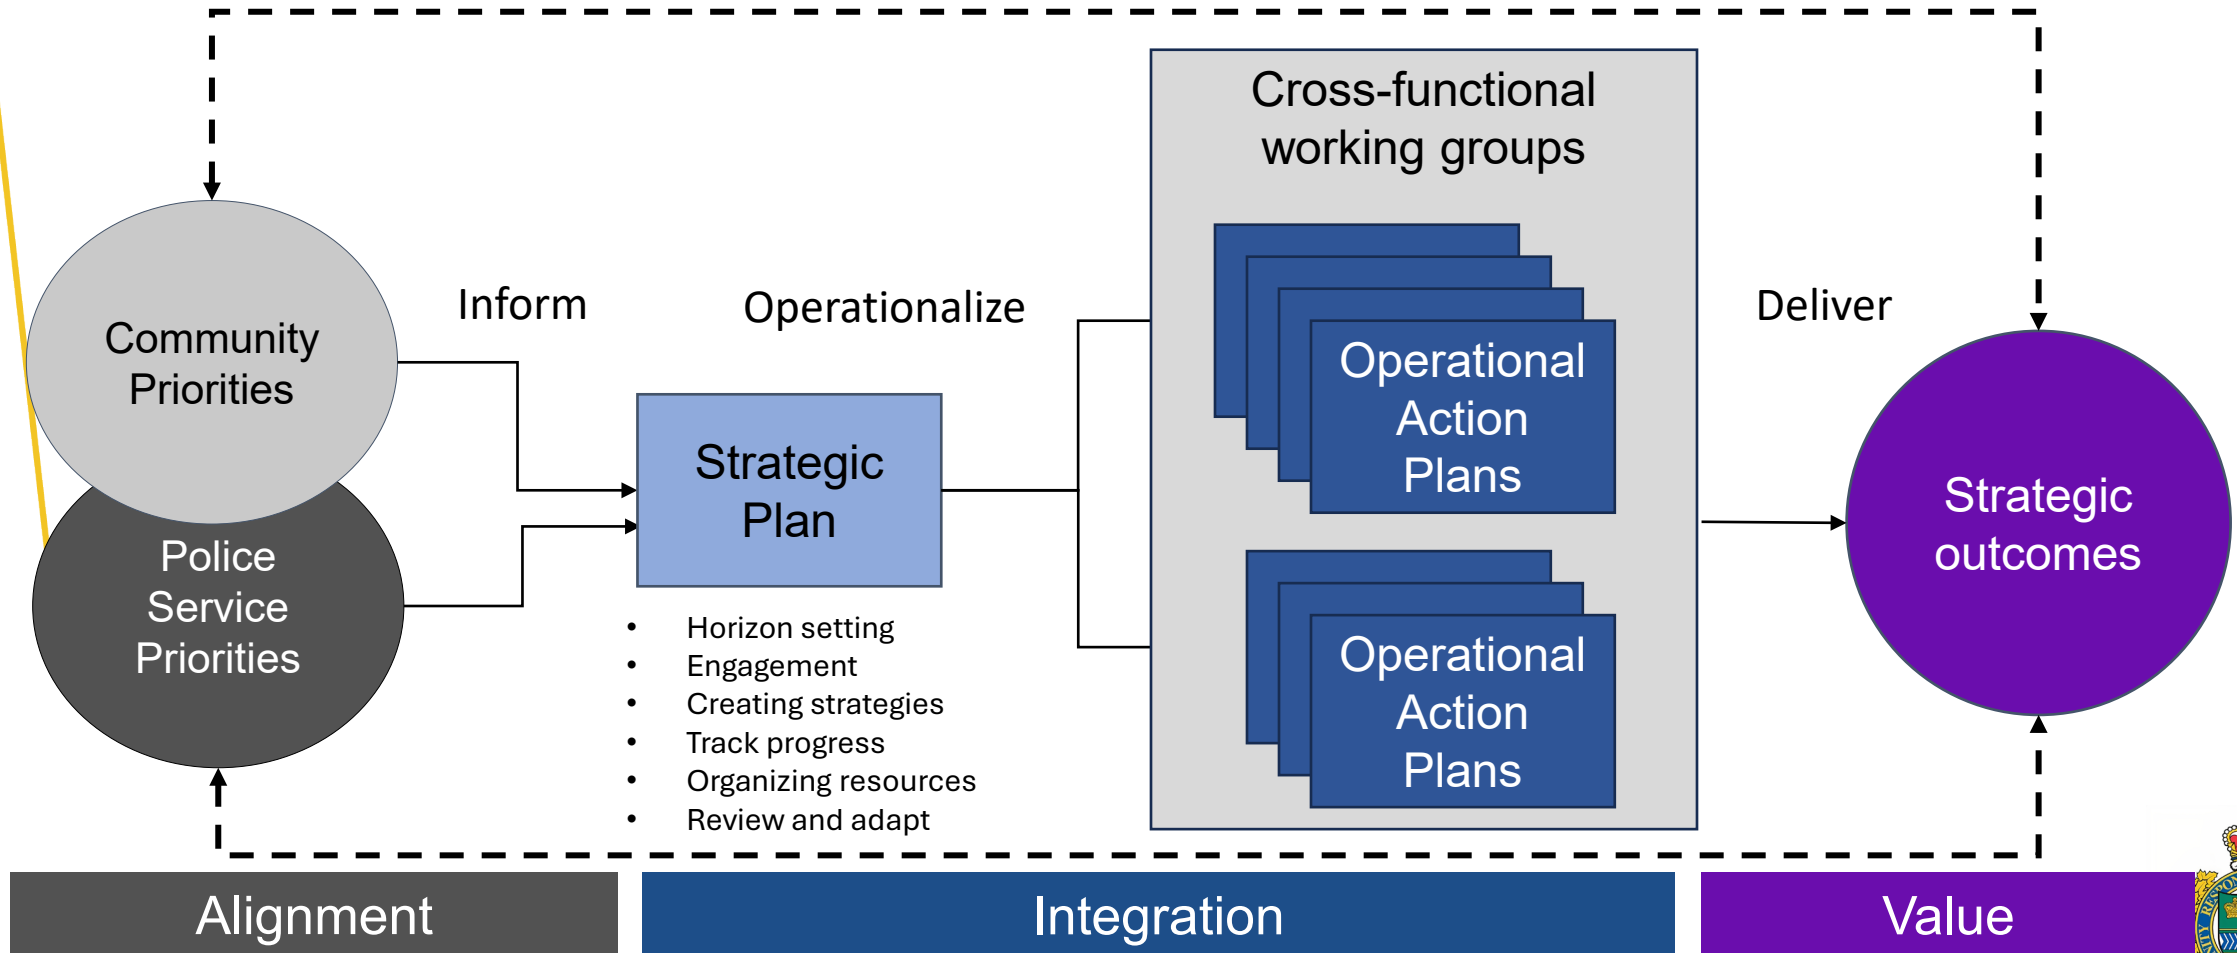 Cross-functional
working groups
Community
Priorities
Inform
Operationalize
Deliver
Operational
Action
Plans
Strategic
Plan
Strategic
outcomes
Police
Service
Priorities
• Horizon setting
• Engagement
• Creating strategies
• Track progress
• Organizing resources
• Review and adapt
Operational
Action
Plans
Alignment
Integration
Value